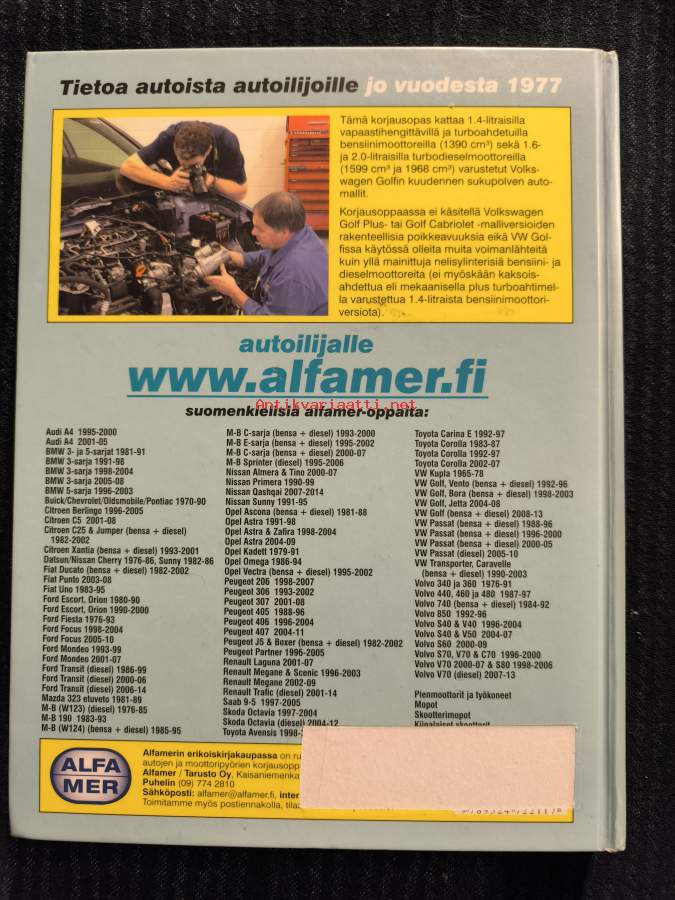 Tietoa autoista autoilijoille jo vuodesta 1977
Tämä korjausopas kattaa 1.4-litraisilla
vapaastihengittävillä ja turboahdetuilla
bensiinimoottoreilla (1390 cm³) sekä 1.6-
ja 2.0-litraisilla turbodieselmoottoreilla
(1599 cm³ ja 1968 cm³) varustetut Volks-
wagen Golfin kuudennen sukupolven auto-
mallit.
Korjausoppaassa ei käsitellä Volkswagen
Golf Plus- tai Golf Cabriolet -malliversioiden
rakenteellisia poikkeavuuksia eikä VW Gol-
fissa käytössä olleita muita voimanlähteitä
kuin yllä mainittuja nelisylinterisiä bensiini- ja
dieselmoottoreita (ei myöskään kaksois-
ahdettua eli mekaanisella plus turboahtimel-
la varustettua 1.4-litraista bensiinimoottori-
versiota).
autoilijalle
www.alfamer.fi
Antikvariaatti.net
suomenkielisiä alfamer-oppaita:
Audi A4 1995-2000
Audi A4 2001-05
BMW 3- ja 5-sarjat 1981-91
BMW 3-sarja 1991-98
BMW 3-sarja 1998-2004
BMW 3-sarja 2005-08
BMW 5-sarja 1996-2003
Buick/Chevrolet/Oldsmobile/Pontiac 1970-90
Citroen Berlingo 1996-2005
Citroen C5 2001-08
Citroen C25 & Jumper (bensa + diesel)
1982-2002
Citroen Xantia (bensa + diesel) 1993-2001
Datsun/Nissan Cherry 1976-86, Sunny 1982-86
Fiat Ducato (bensa + diesel) 1982-2002
Fiat Punto 2003-08
Fiat Uno 1983-95
Ford Escort, Orion 1980-90
Ford Escort, Orion 1990-2000
Ford Fiesta 1976-93
Ford Focus 1998-2004
Ford Focus 2005-10
Ford Mondeo 1993-99
Ford Mondeo 2001-07
Ford Transit (diesel) 1986-99
Ford Transit (diesel) 2000-06
Ford Transit (diesel) 2006-14
Mazda 323 etuveto 1981-89
M-B (W123) (diesel) 1976-85
M-B 190 1983-93
M-B (W124) (bensa + diesel) 1985-95
M-B C-sarja (bensa + diesel) 1993-2000
M-B E-sarja (bensa + diesel) 1995-2002
M-B C-sarja (bensa + diesel) 2000-07
M-B Sprinter (diesel) 1995-2006
Nissan Almera & Tino 2000-07
Nissan Primera 1990-99
Nissan Qashqai 2007-2014
Nissan Sunny 1991-95
Opel Ascona (bensa + diesel) 1981-88
Opel Astra 1991-98
Opel Astra & Zafira 1998-2004
Opel Astra 2004-09
Opel Kadett 1979-91
Opel Omega 1986-94
Opel Vectra (bensa + diesel) 1995-2002
Peugeot 206 1998-2007
Peugeot 306 1993-2002
Peugeot 307 2001-08
Peugeot 405 1988-96
Peugeot 406 1996-2004
Peugeot 407 2004-11
Peugeot J5 & Boxer (bensa + diesel) 1982-2002
Peugeot Partner 1996-2005
Renault Laguna 2001-07
Renault Megane & Scenic 1996-2003
Renault Megane 2002-09
Renault Trafic (diesel) 2001-14
Saab 9-5 1997-2005
Skoda Octavia 1997-2004
Skoda Octavia (diesel) 2004-12
Toyota Avensis 1998-
Toyota Carina E 1992-97
Toyota Corolla 1983-87
Toyota Corolla 1992-97
Toyota Corolla 2002-07
VW Kupla 1965-78
VW Golf, Vento (bensa + diesel) 1992-96
VW Golf, Bora (bensa + diesel) 1998-2003
VW Golf, Jetta 2004-08
VW Golf (bensa + diesel) 2008-13
VW Passat (bensa + diesel) 1988-96
VW Passat (bensa + diesel) 1996-2000
VW Passat (bensa + diesel) 2000-05
VW Passat (diesel) 2005-10
VW Transporter, Caravelle
(bensa + diesel) 1990-2003
Volvo 340 ja 360 1976-91
Volvo 440, 460 ja 480 1987-97
Volvo 740 (bensa + diesel) 1984-92
Volvo 850 1992-96
Volvo S40 & V40 1996-2004
Volvo S40 & V50 2004-07
Volvo S60 2000-09
Volvo S70, V70 & C70 1996-2000
Volvo V70 2000-07 & S80 1998-2006
Volvo V70 (diesel) 2007-13
Pienmoottorit ja työkoneet
Mopot
Skootterimopot
Kiinalaiset skootterit
ALFA
MER
Alfamerin erikoiskirjakaupassa on
autojen ja moottoripyörien korjausopp
Alfamer / Tarusto Oy, Kaisaniemenka
Puhelin (09) 774 2810
Sähköposti: alfamer@alfamer.fi, inter
Toimitamme myös postiennakolla, tilaa